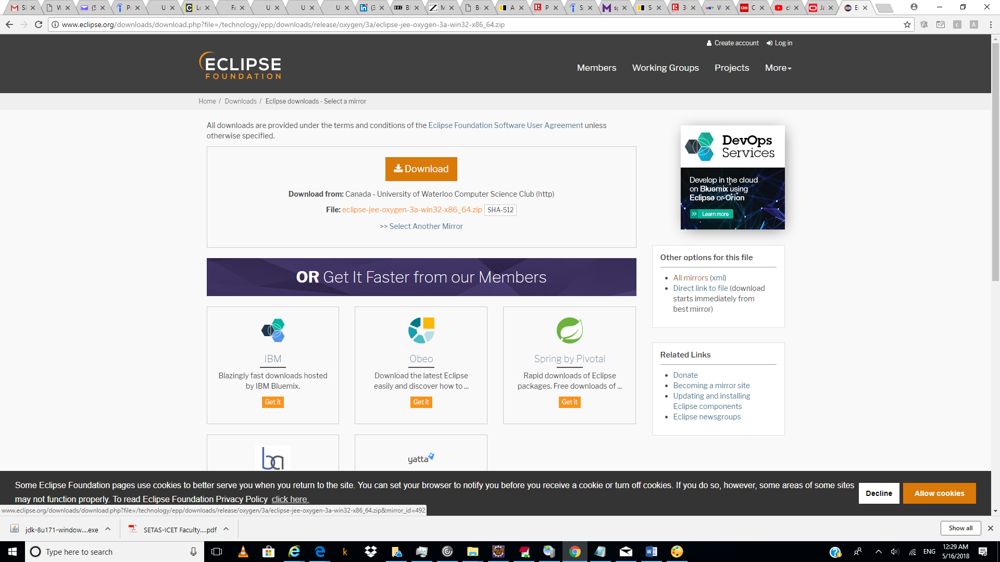 www.eclipse.org/downloads/download.php?file=/technology/epp/downloads/release/oxygen/3a/eclipse-jee-oxygen-3a-win32-x86_64.zip
Create account Log in
ECLIPSE
FOUNDATION
Members Working Groups Projects More
Home / Downloads / Eclipse downloads - Select a mirror
All downloads are provided under the terms and conditions of the Eclipse Foundation Software User Agreement unless
otherwise specified.
Download
Download from: Canada - University of Waterloo Computer Science Club (http)
File: eclipse-jee-oxygen-3a-win32-x86_64.zip SHA-512
>> Select Another Mirror
DevOps
Services
Develop in the cloud
on Bluemix using
Eclipse or Orion
>> Learn more
OR Get It Faster from our Members
Other options for this file
All mirrors (xml)
Direct link to file (download
starts immediately from
best mirror)
IBM
Blazingly fast downloads hosted
by IBM Bluemix.
Get it
Obeo
Download the latest Eclipse
easily and discover how to ...
Get it
Spring by Pivotal
Rapid downloads of Eclipse
packages. Free downloads of ...
Get it
Related Links
Donate
Becoming a mirror site
Updating and installing
Eclipse components
Eclipse newsgroups
yatta
Some Eclipse Foundation pages use cookies to better serve you when you return to the site. You can set your browser to notify you before you receive a cookie or turn off cookies. If you do so, however, some areas of some sites
may not function properly. To read Eclipse Foundation Privacy Policy click here.
Decline Allow cookies
www.eclipse.org/downloads/download.php?file=/technology/epp/downloads/release/oxygen/3a/eclipse-jee-oxygen-3a-win32-x86_64.zip&mirror_id=492
jdk-8u171-window....exe SETAS-ICET Faculty....pdf Show all
Type here to search
ENG
12:29 AM
5/16/2018